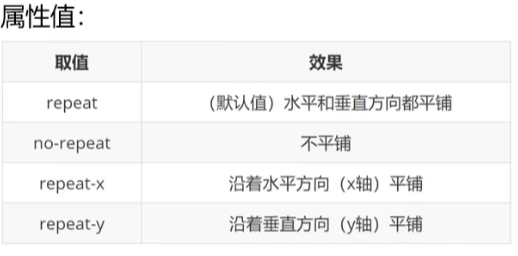 属性值：
取值 效果
repeat （默认值）水平和垂直方向都平铺
no-repeat 不平铺
repeat-x 沿着水平方向（x轴）平铺
repeat-y 沿着垂直方向（y轴）平铺